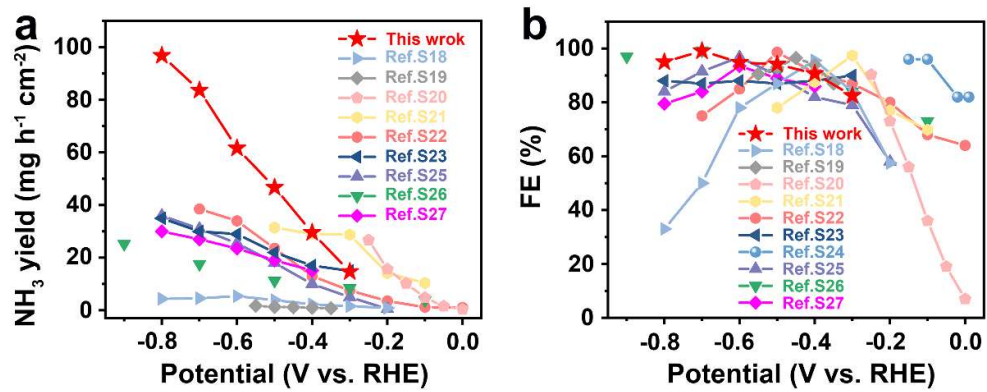 a
NH3 yield (mg h-1 cm-2)
100
80
60
40
20
0
-0.8
-0.6
-0.4
-0.2
0.0
Potential (V vs. RHE)
This wrok
Ref.S18
Ref.S19
Ref.S20
Ref.S21
Ref.S22
Ref.S23
Ref.S25
Ref.S26
Ref.S27
b
FE (%)
100
80
60
40
20
0
-0.8
-0.6
-0.4
-0.2
0.0
Potential (V vs. RHE)
This work
Ref.S18
Ref.S19
Ref.S20
Ref.S21
Ref.S22
Ref.S23
Ref.S24
Ref.S25
Ref.S26
Ref.S27